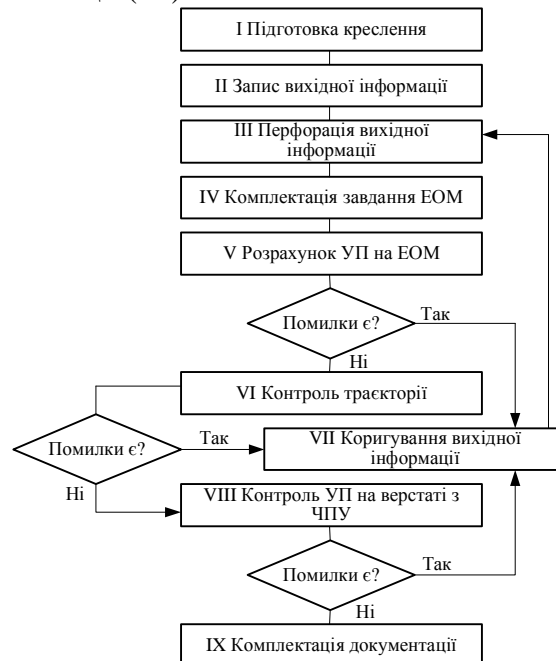 І Підготовка креслення
ІІ Запис вихідної інформації
ІІІ Перфорація вихідної
інформації
IV Комплектація завдання ЕОМ
V Розрахунок УП на ЕОМ
Помилки є?
Так
Ні
VI Контроль траєкторії
Помилки є?
Так
VII Коригування вихідної
інформації
Ні
VIII Контроль УП на верстаті з
ЧПУ
Помилки є?
Так
Ні
IX Комплектація документації